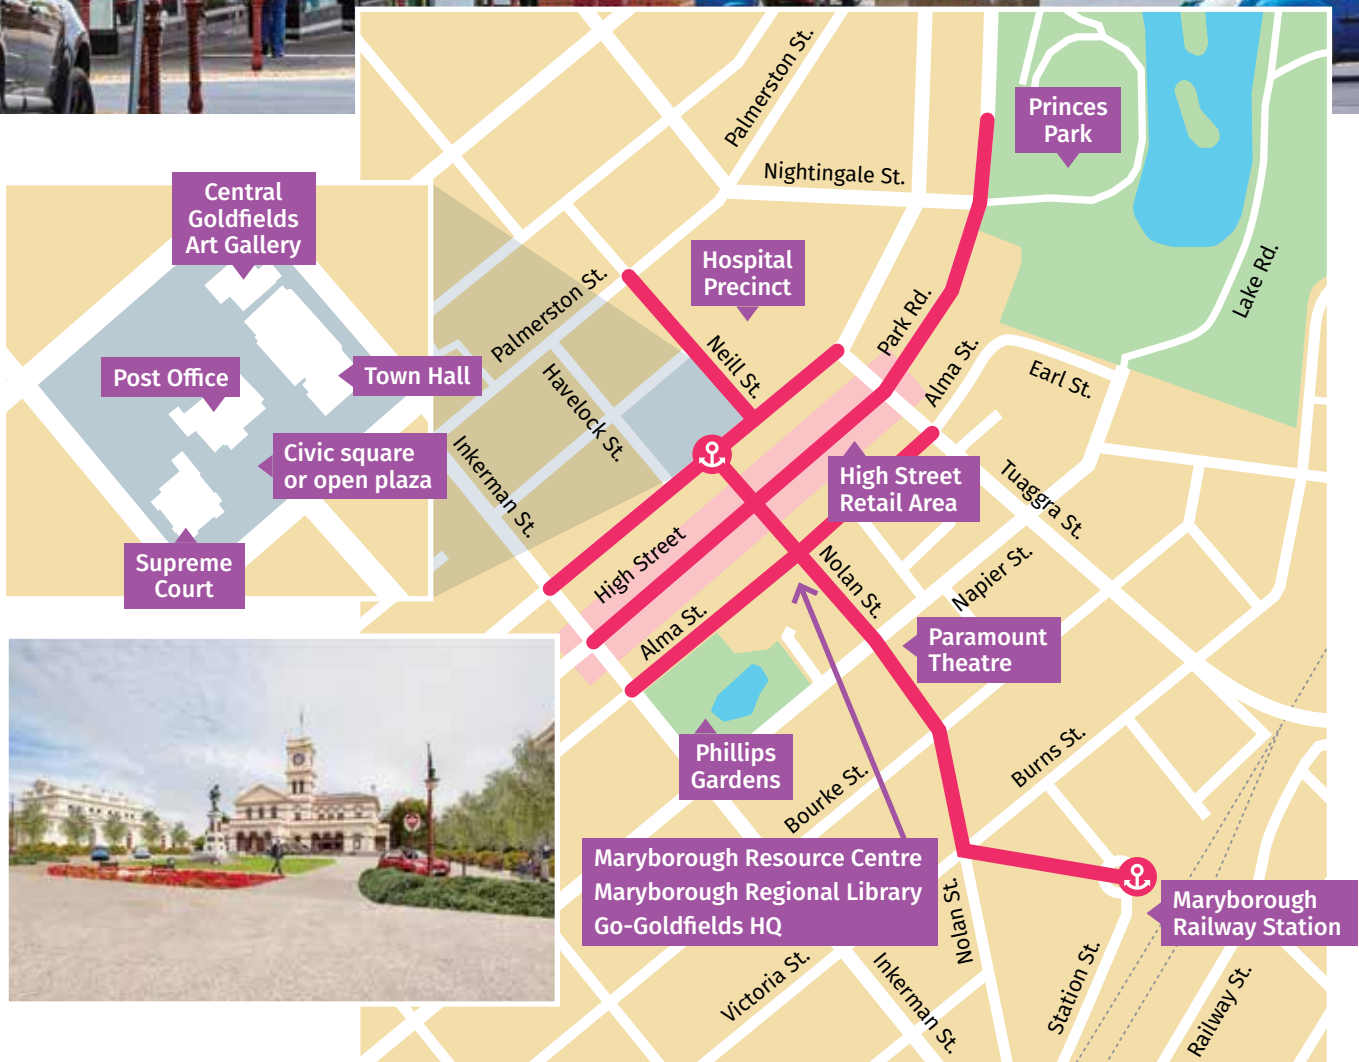 Palmerston St.
Princes
Park
Nightingale St.
Central
Goldfields
Art Gallery
Hospital
Precinct
Lake Rd.
Palmerston St.
Park Rd.
Neill St.
Alma St.
Earl St.
Post Office
Town Hall
Havelock St.
Civic square
or open plaza
Inkerman St.
High Street
Retail Area
Tuaggra St.
High Street
Nolan St.
Napier St.
Supreme
Court
Alma St.
Paramount
Theatre
Phillips
Gardens
Burns St.
Bourke St.
Maryborough Resource Centre
Maryborough Regional Library
Go-Goldfields HQ
Nolan St.
Maryborough
Railway Station
Victoria St.
Inkerman St.
Station St.
Railway St.